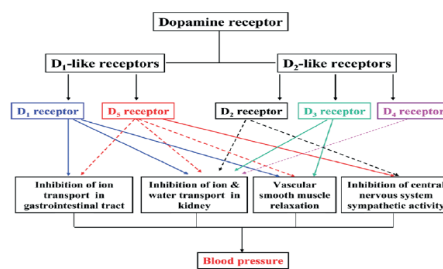 Dopamine receptor
D₁-like receptors
D₂-like receptors
D₁ receptor
D₅ receptor
D₂ receptor
D₃ receptor
D₄ receptor
Inhibition of ion
transport in
gastrointestinal tract
Inhibition of ion &
water transport in
kidney
Vascular
smooth muscle
relaxation
Inhibition of central
nervous system
sympathetic activity
Blood pressure